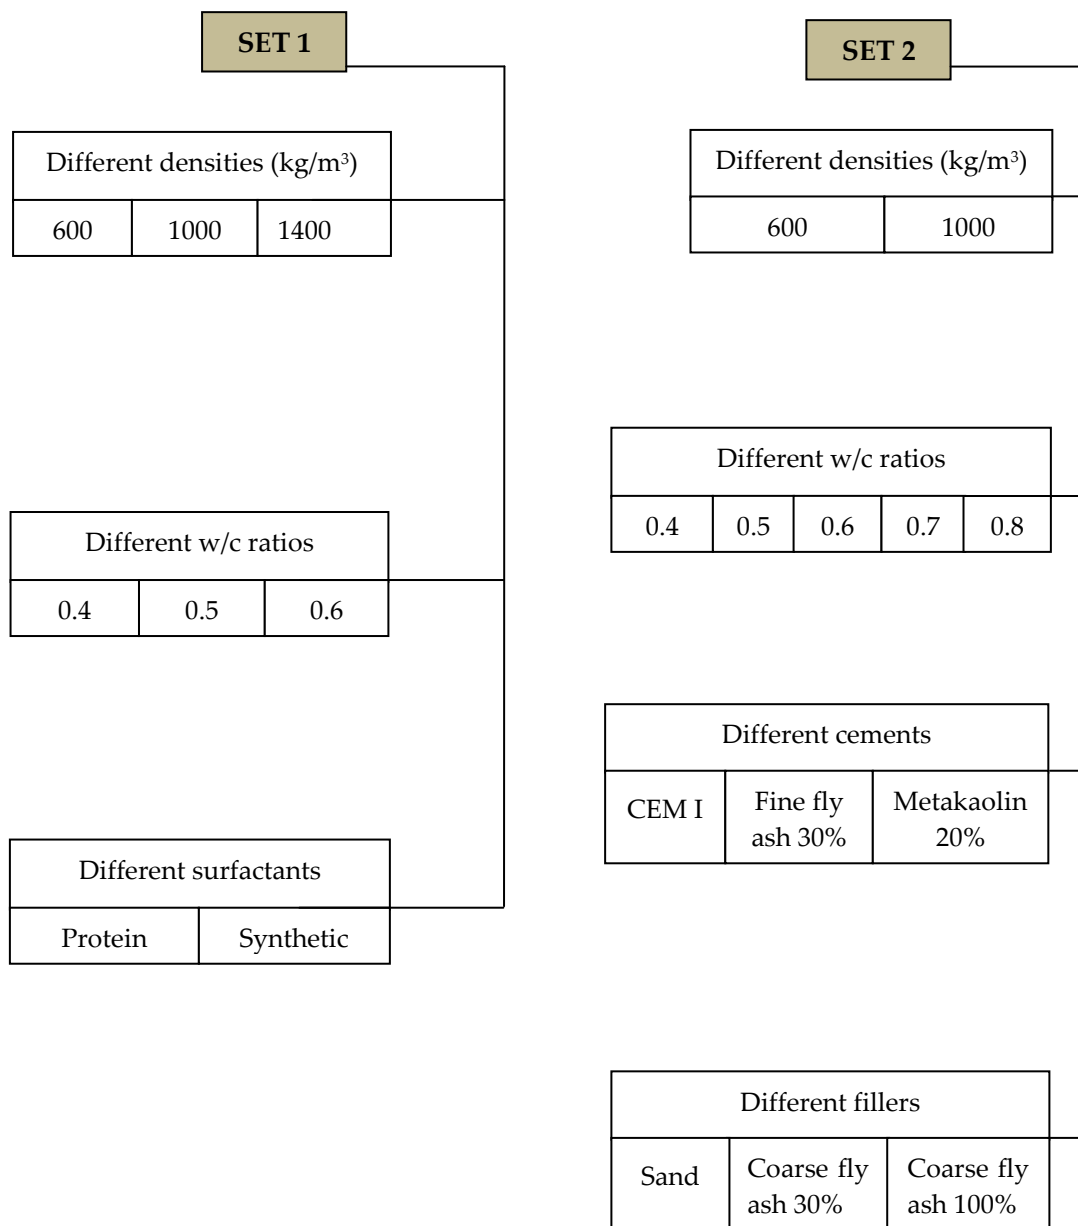 SET 1
Different densities (kg/m³)
600 1000 1400
Different w/c ratios
0.4 0.5 0.6
Different surfactants
Protein Synthetic
SET 2
Different densities (kg/m³)
600 1000
Different w/c ratios
0.4 0.5 0.6 0.7 0.8
Different cements
CEM I
Fine fly
ash 30%
Metakaolin
20%
Different fillers
Sand
Coarse fly
ash 30%
Coarse fly
ash 100%